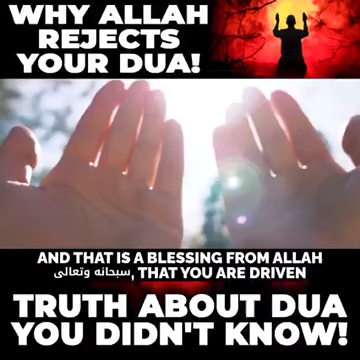 WHY ALLAH
REJECTS
YOUR DUA!
AND THAT IS A BLESSING FROM ALLAH
سبحانه وتعالى, THAT YOU ARE DRIVEN
TRUTH ABOUT DUA
YOU DIDN'T KNOW!